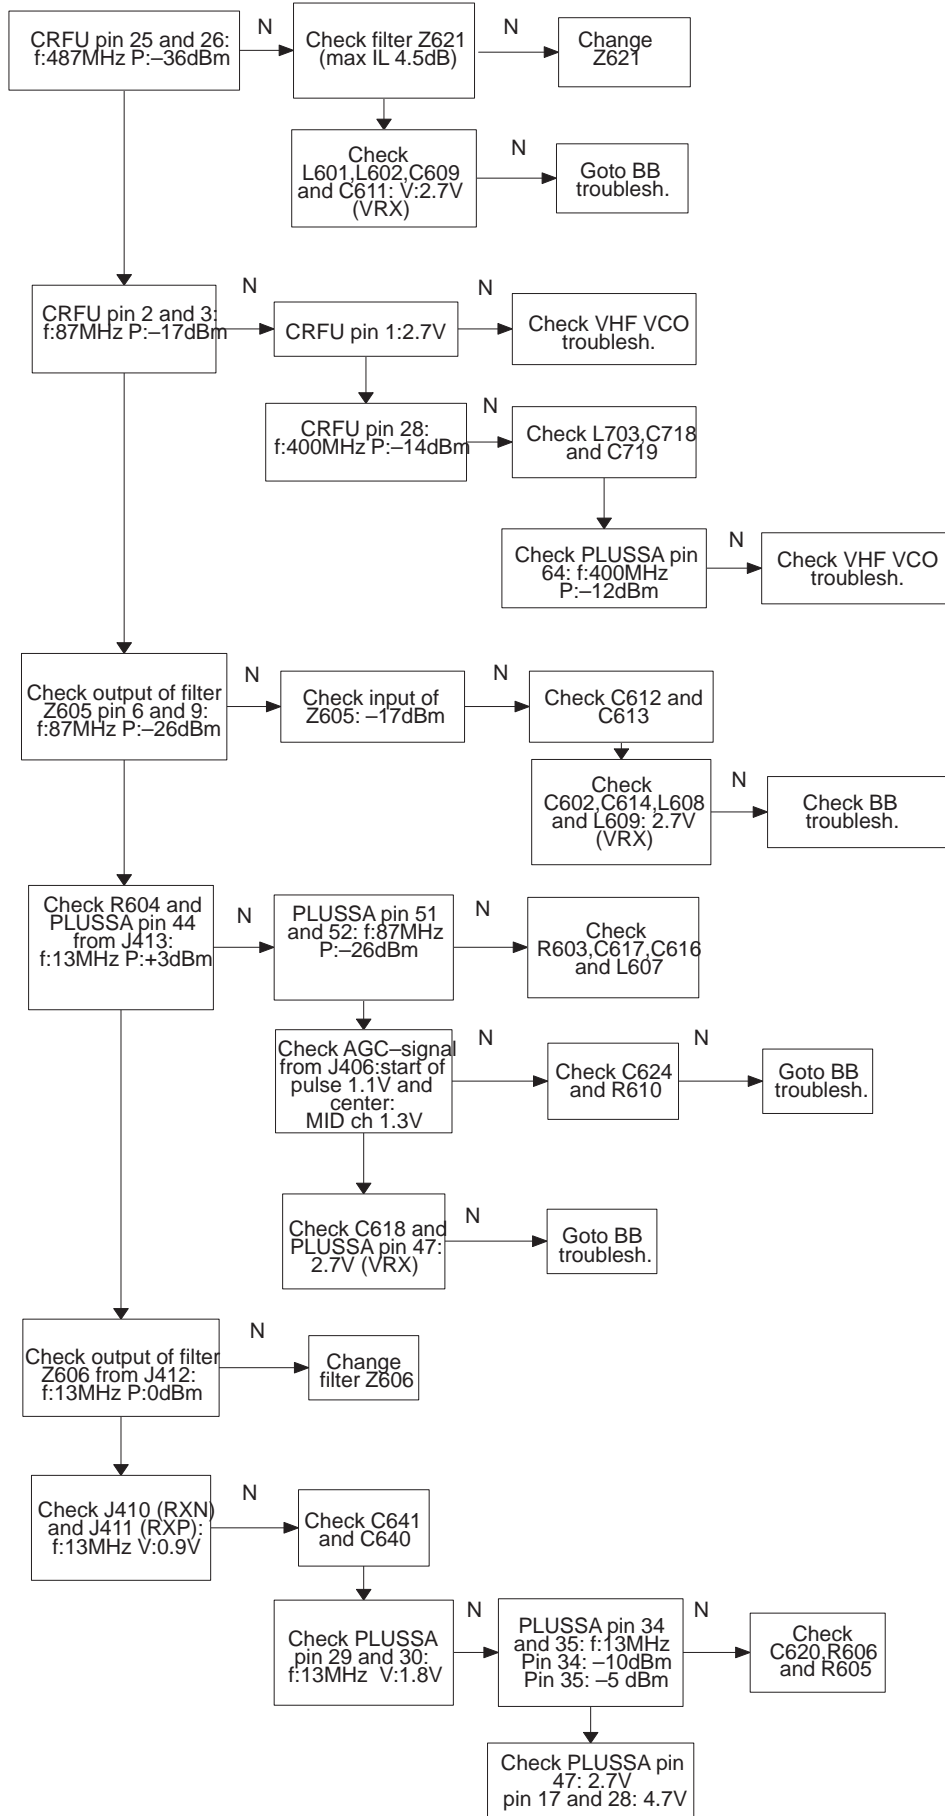 CRFU pin 25 and 26:
f:487MHz P:–36dBm
N
Check filter Z621
(max IL 4.5dB)
N
Change
Z621
Check
L601,L602,C609
and C611: V:2.7V
(VRX)
N
Goto BB
troublesh.
CRFU pin 2 and 3:
f:87MHz P:–17dBm
N
CRFU pin 1:2.7V
N
Check VHF VCO
troublesh.
CRFU pin 28:
f:400MHz P:–14dBm
N
Check L703,C718
and C719
Check PLUSSA pin
64: f:400MHz
P:–12dBm
N
Check VHF VCO
troublesh.
Check output of filter
Z605 pin 6 and 9:
f:87MHz P:–26dBm
N
Check input of
Z605: –17dBm
N
Check C612 and
C613
Check
C602,C614,L608
and L609: 2.7V
(VRX)
N
Check BB
troublesh.
Check R604 and
PLUSSA pin 44
from J413:
f:13MHz P:+3dBm
N
PLUSSA pin 51
and 52: f:87MHz
P:–26dBm
N
Check
R603,C617,C616
and L607
Check AGC–signal
from J406:start of
pulse 1.1V and
center:
MID ch 1.3V
N
Check C624
and R610
N
Goto BB
troublesh.
Check C618 and
PLUSSA pin 47:
2.7V (VRX)
N
Goto BB
troublesh.
Check output of filter
Z606 from J412:
f:13MHz P:0dBm
N
Change
filter Z606
Check J410 (RXN)
and J411 (RXP):
f:13MHz V:0.9V
N
Check C641
and C640
Check PLUSSA
pin 29 and 30:
f:13MHz V:1.8V
N
PLUSSA pin 34
and 35: f:13MHz
Pin 34: –10dBm
Pin 35: –5 dBm
N
Check
C620,R606
and R605
Check PLUSSA pin
47: 2.7V
pin 17 and 28: 4.7V